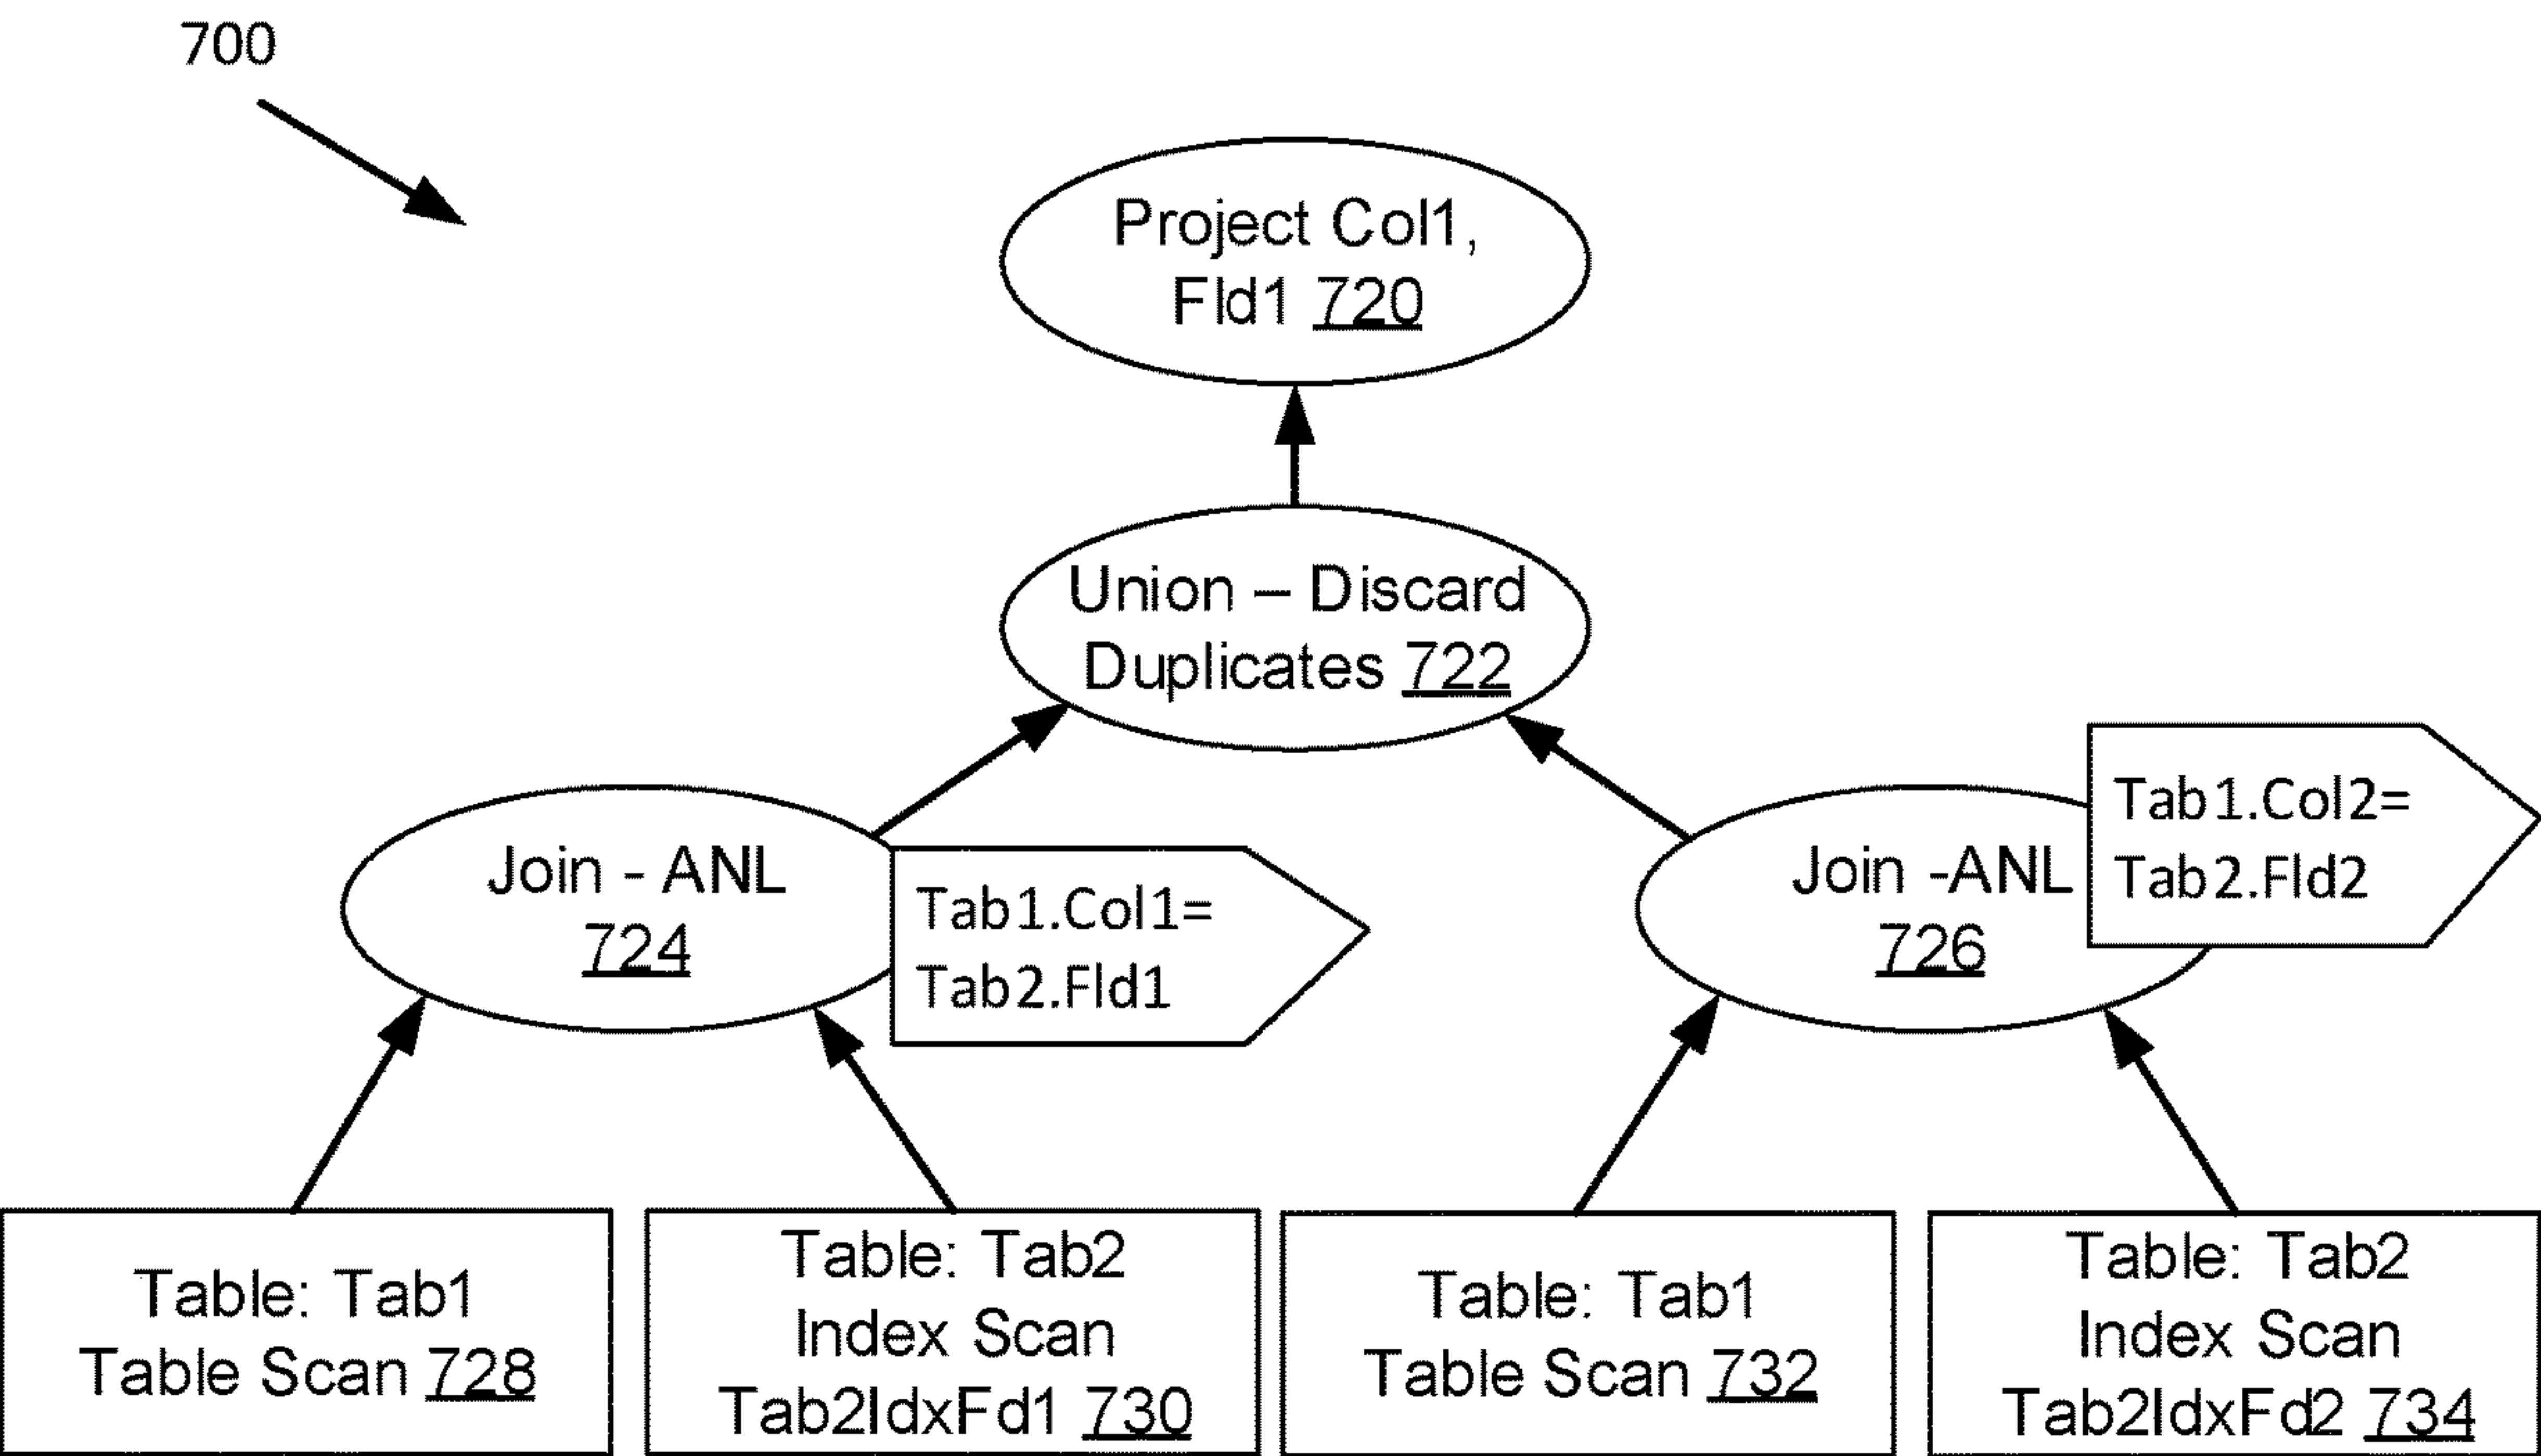 700
Project Col1,
Fld1 720
Union – Discard
Duplicates 722
Join - ANL
724
Tab1.Col1=
Tab2.Fld1
Join -ANL
726
Tab1.Col2=
Tab2.Fld2
Table: Tab1
Table Scan 728
Table: Tab2
Index Scan
Tab2IdxFd1 730
Table: Tab1
Table Scan 732
Table: Tab2
Index Scan
Tab2IdxFd2 734